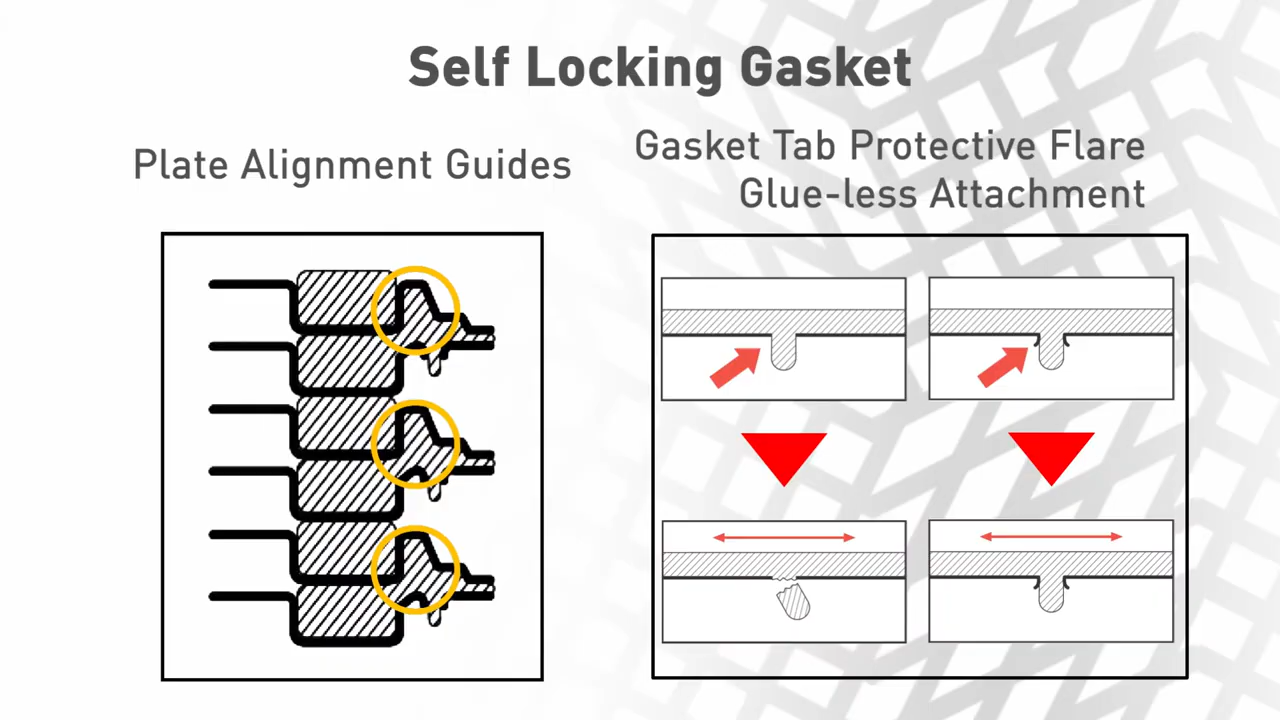 Self Locking Gasket
Plate Alignment Guides
Gasket Tab Protective Flare
Glue-less Attachment